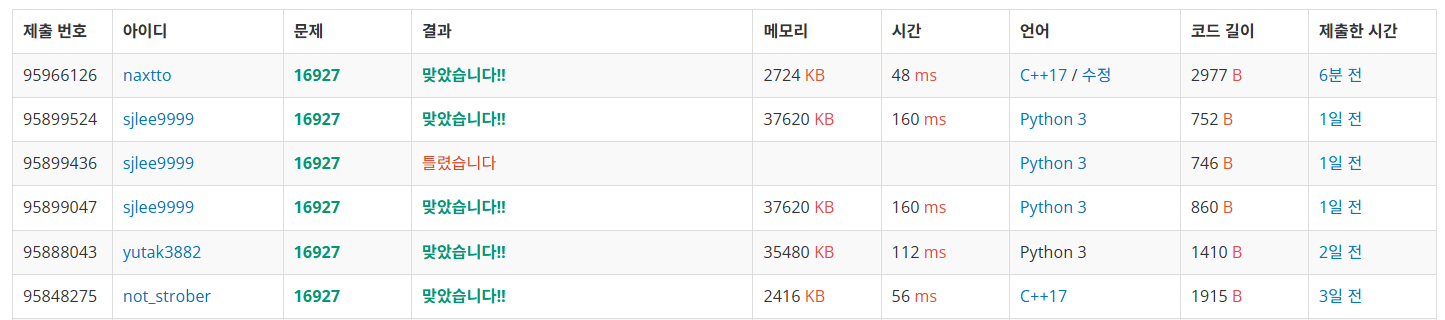 제출 번호 아이디 문제 결과 메모리 시간 언어 코드 길이 제출한 시간
95966126 naxtto 16927 맞았습니다!! 2724 KB 48 ms C++17 / 수정 2977 B 6분 전
95899524 sjlee9999 16927 맞았습니다!! 37620 KB 160 ms Python 3 752 B 1일 전
95899436 sjlee9999 16927 틀렸습니다 Python 3 746 B 1일 전
95899047 sjlee9999 16927 맞았습니다!! 37620 KB 160 ms Python 3 860 B 1일 전
95888043 yutak3882 16927 맞았습니다!! 35480 KB 112 ms Python 3 1410 B 2일 전
95848275 not_strober 16927 맞았습니다!! 2416 KB 56 ms C++17 1915 B 3일 전